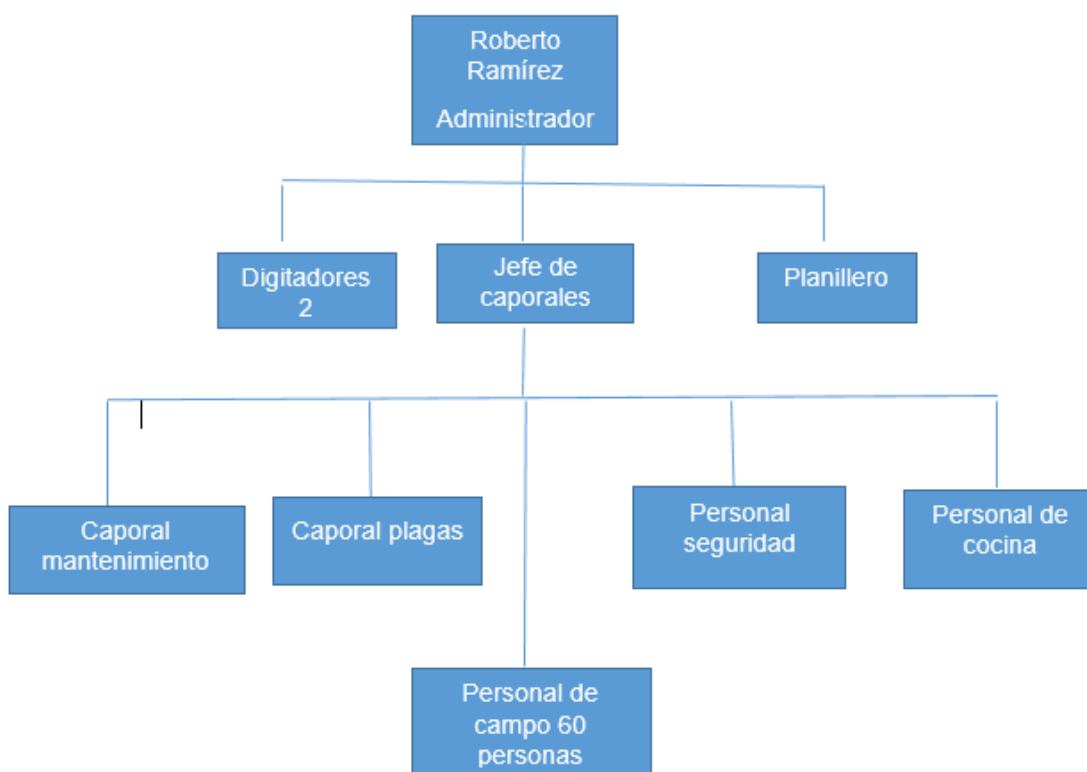 Roberto
Ramírez
Administrador
Digitadores
2
Jefe de
caporales
Planillero
Caporal
mantenimiento
Caporal plagas
Personal
seguridad
Personal de
cocina
Personal de
campo 60
personas